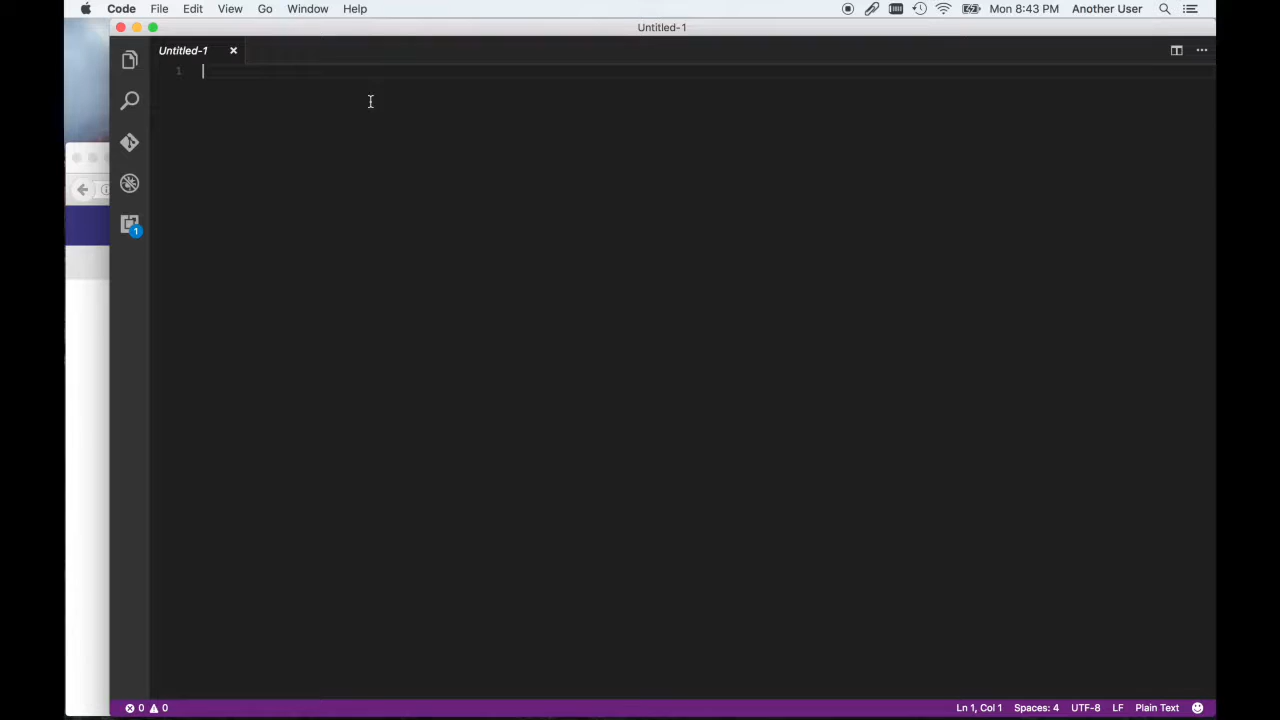 Code File Edit View Go Window Help Mon 8:43 PM Another User
Untitled-1
Untitled-1
1
1
0 0 Ln 1, Col 1 Spaces: 4 UTF-8 LF Plain Text